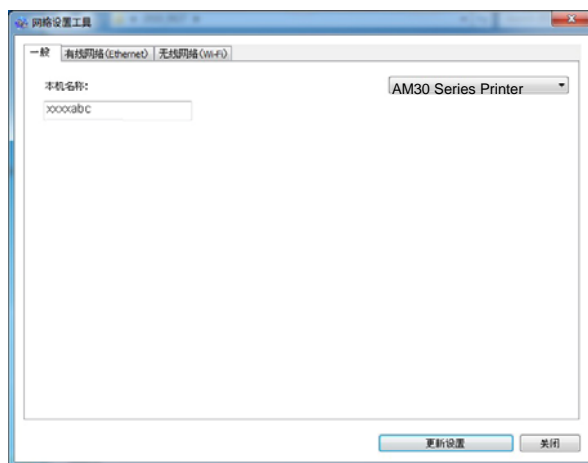 网络设置工具
一般 有线网络(Ethernet) 无线网络(Wi-Fi)
本机名称: AM30 Series Printer
xxxxabc
更新设置 关闭